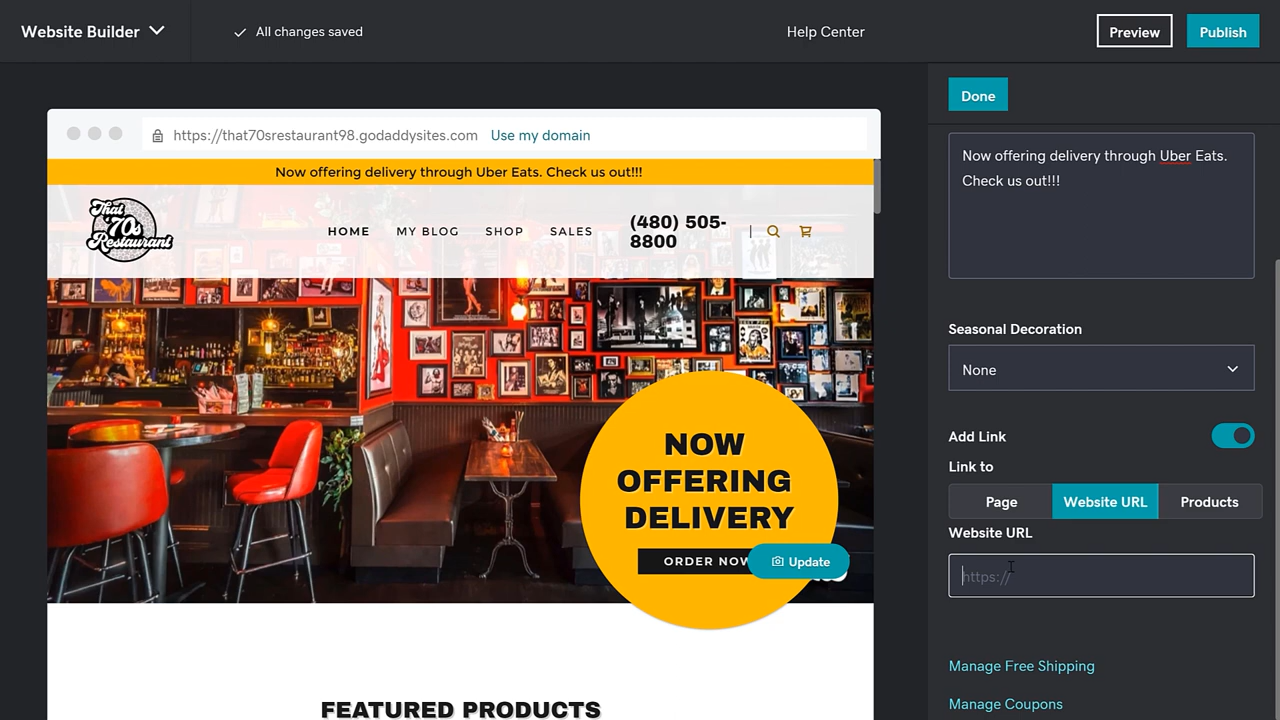 Website Builder
All changes saved
Help Center
Preview
Publish
Done
https://that70srestaurant98.godaddysites.com
Use my domain
Now offering delivery through Uber Eats. Check us out!!!
That
'70s
Restaurant
HOME
MY BLOG
SHOP
SALES
(480) 505-
8800
NOW
OFFERING
DELIVERY
ORDER NOW
Update
FEATURED PRODUCTS
Now offering delivery through Uber Eats.
Check us out!!!
Seasonal Decoration
None
Add Link
Link to
Page
Website URL
Products
Website URL
https://
Manage Free Shipping
Manage Coupons